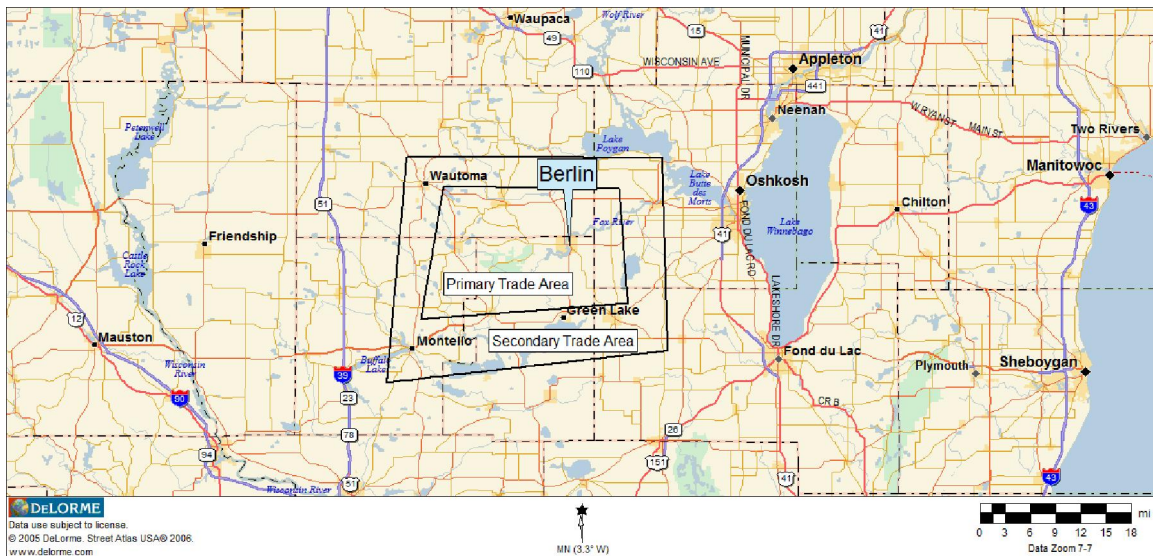 Waupaca
Wolf River
49
15
41
110
WISCONSIN AVE
MUNICIPAL DR
Appleton
441
Neenah
W RYAN ST
MAIN ST
Two Rivers
Manitowoc
Petenwell
Lake
Lake
Poygan
Wautoma
Berlin
Lake Butte
des
Morts
Oshkosh
Chilton
43
51
Fox River
41
FOND DU LAC RD
Lake
Winnebago
Friendship
Castle
Rock
Lake
Primary Trade Area
Green Lake
Secondary Trade Area
LAKESHORE DR
12
Mauston
Montello
Buffalo
Lake
Fond du Lac
Plymouth
Sheboygan
Wisconsin
River
39
90
23
CR B
78
26
94
151
41
43
51
Wisconsin River
DELORME
Data use subject to license.
© 2005 DeLorme. Street Atlas USA® 2006.
www.delorme.com
MN (3.3° W)
mi
0 3 6 9 12 15 18
Data Zoom 7-7